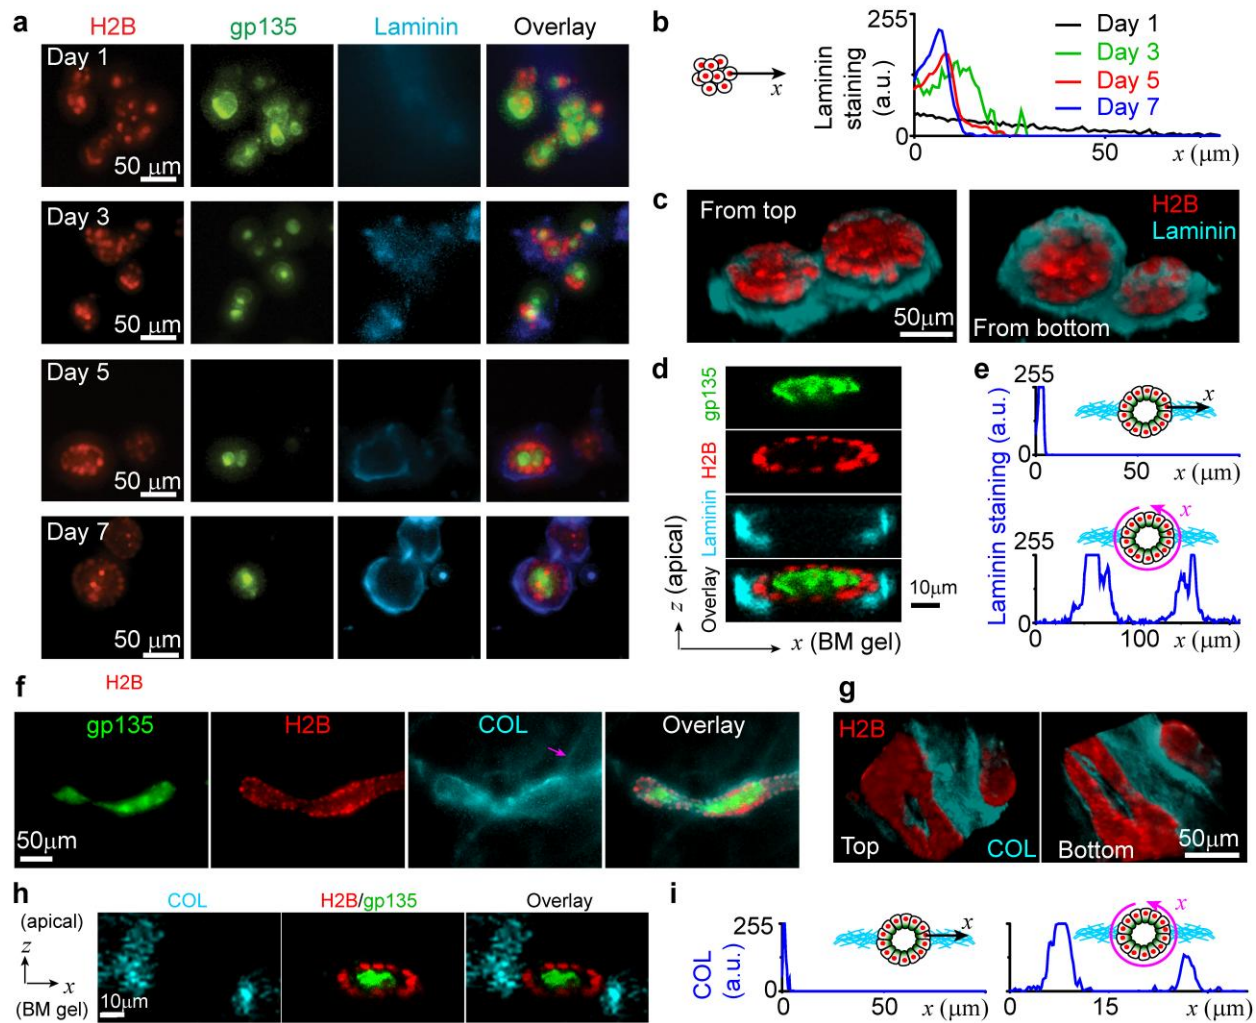 a
H2B gp135 Laminin Overlay
Day 1
50 μm
Day 3
50 μm
Day 5
50 μm
Day 7
50 μm
b
x
Laminin
staining
(a.u.)
255
0
Day 1
Day 3
Day 5
Day 7
0 50 x (μm)
c
From top
50μm
H2B
Laminin
From bottom
d
gp135
H2B
Laminin
Overlay
z (apical)
x (BM gel)
10μm
e
Laminin staining (a.u.)
255
x
0
0 50 x (μm)
x
255
0
0 100 x (μm)
H2B
f
gp135 H2B COL Overlay
50μm
g
H2B
Top COL
Bottom 50μm
h
COL H2B/gp135 Overlay
(apical)
z
x
(BM gel)
10μm
i
COL
(a.u.)
255
x
0
0 50 x (μm)
x
0 15 x (μm)